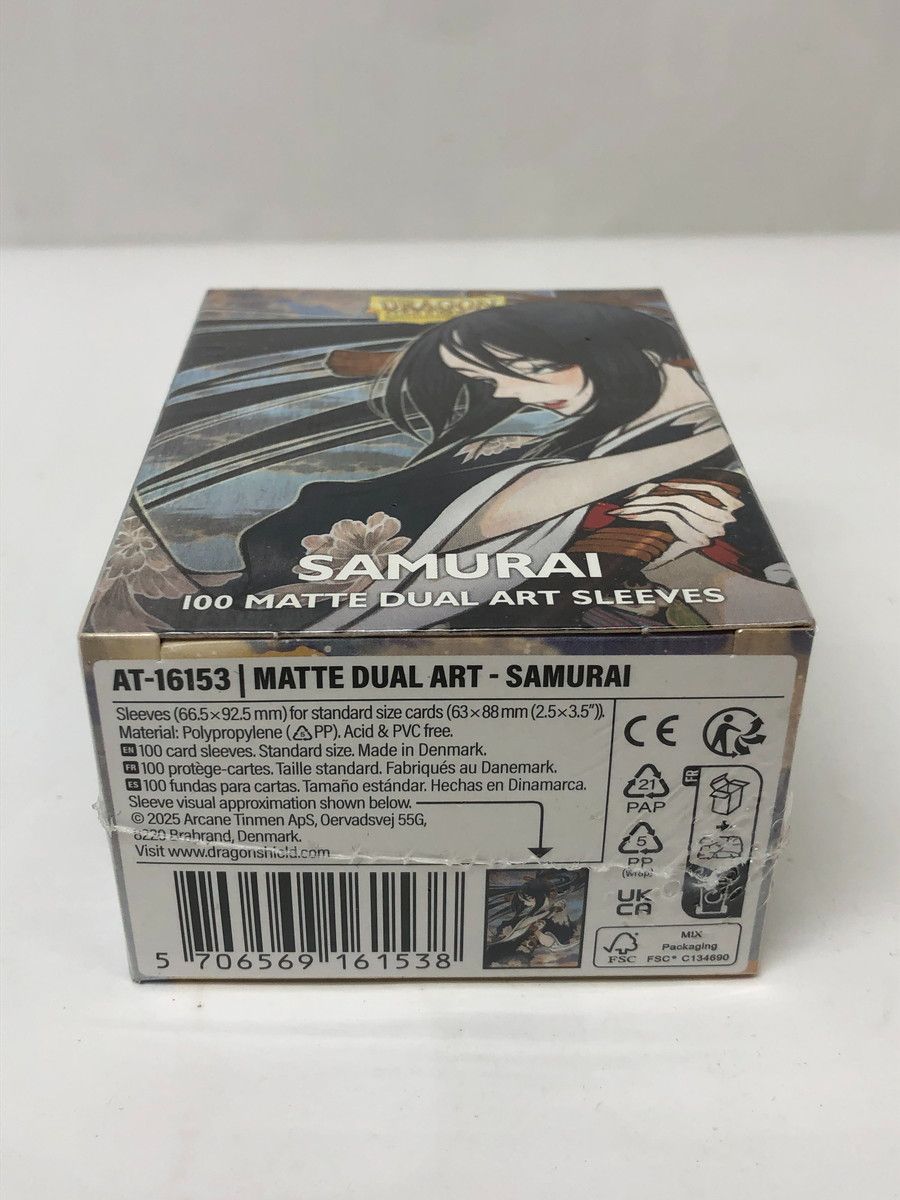 DRAGON
SAMURAI
100 MATTE DUAL ART SLEEVES
AT-16153 | MATTE DUAL ART - SAMURAI
Sleeves (66.5×92.5 mm) for standard size cards (63×88 mm (2.5×3.5")).
Material: Polypropylene (5 PP). Acid & PVC free.
EN 100 card sleeves. Standard size. Made in Denmark.
FR 100 protège-cartes. Taille standard. Fabriqués au Danemark.
ES 100 fundas para cartas. Tamaño estándar. Hechas en Dinamarca.
Sleeve visual approximation shown below.
© 2025 Arcane Tinmen ApS, Oervadsvej 55G,
8220 Brabrand, Denmark.
Visit www.dragonshield.com
5 706569 161538
CE
21
PAP
5
PP
(Wrap)
UK
CA
FR
FSC
MIX
Packaging
FSC® C134690